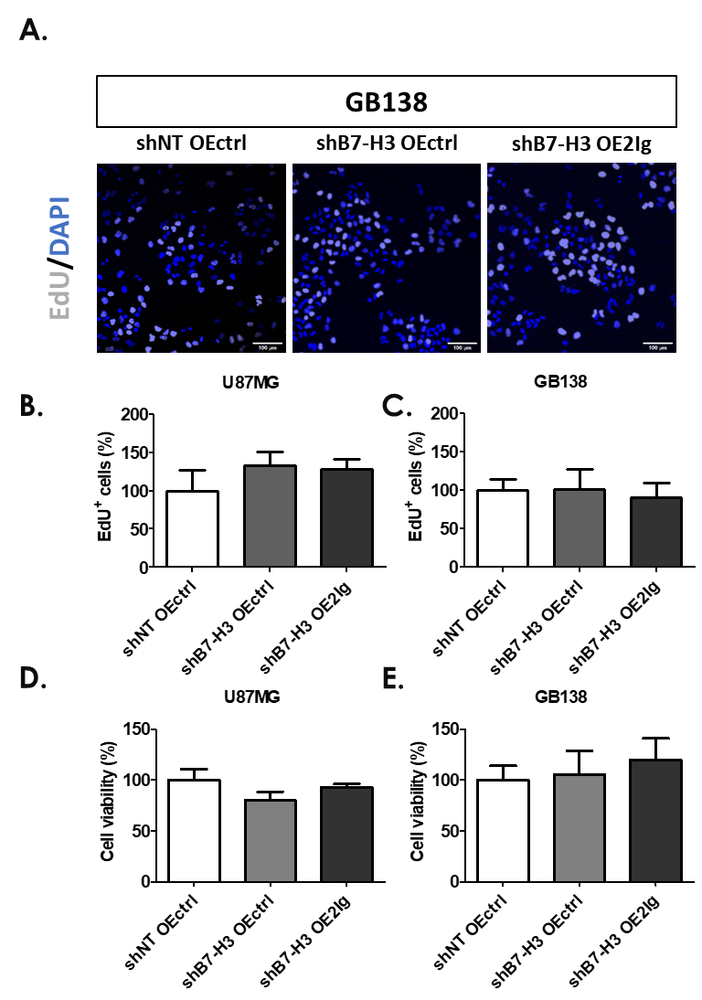 A.
GB138
shNT OEctrl shB7-H3 OEctrl shB7-H3 OE2Ig
EdU/DAPI
100 µm 100 µm 100 µm
B.
U87MG
EdU+ cells (%)
200
150
100
50
0
shNT OEctrl
shB7-H3 OEctrl
shB7-H3 OE2Ig
C.
GB138
EdU+ cells (%)
200
150
100
50
0
shNT OEctrl
shB7-H3 OEctrl
shB7-H3 OE2Ig
D.
U87MG
Cell viability (%)
150
100
50
0
shNT OEctrl
shB7-H3 OEctrl
shB7-H3 OE2Ig
E.
GB138
Cell viability (%)
150
100
50
0
shNT OEctrl
shB7-H3 OEctrl
shB7-H3 OE2Ig